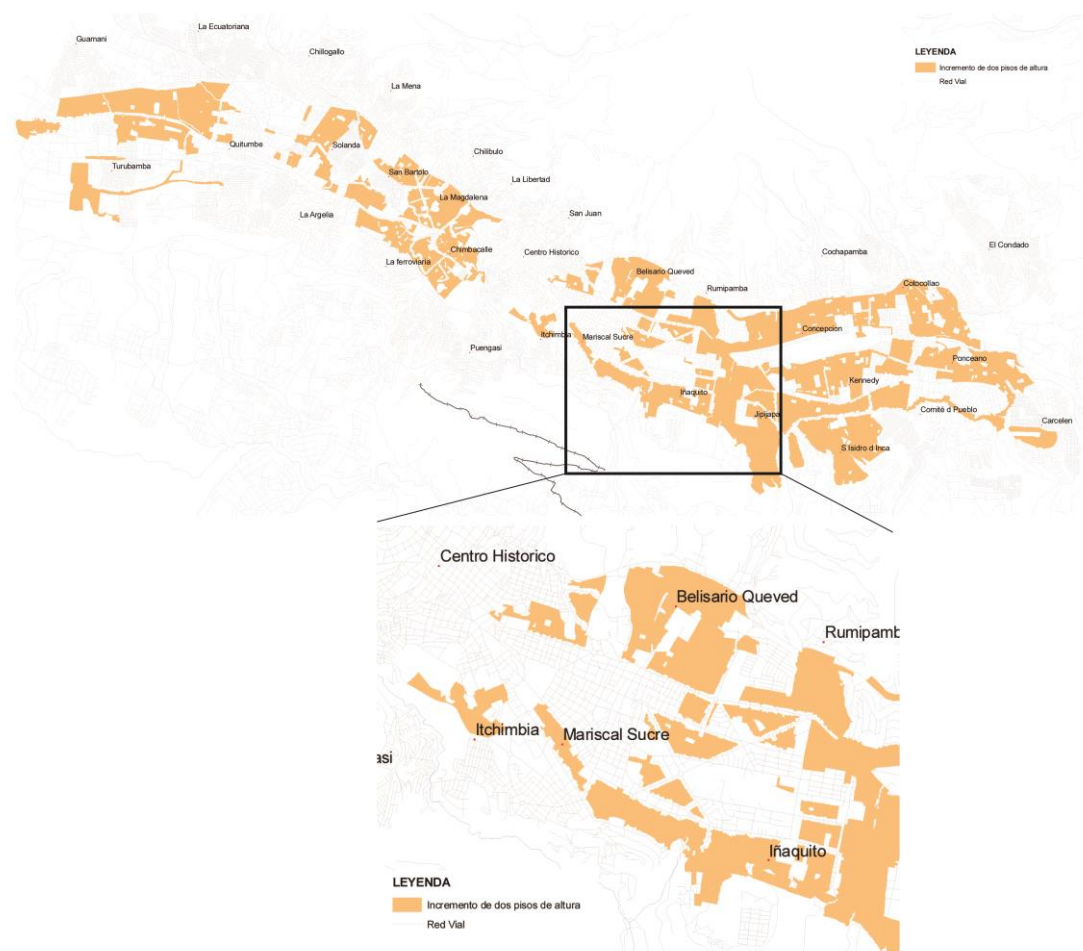 La Ecuatoriana
Guamani
Chillogallo
LEYENDA
Incremento de dos pisos de altura
Red Vial
La Mena
Quitumbe
Solanda
Chilibulo
Turubamba
San Bartolo
La Libertad
La Magdalena
La Argelia
San Juan
Chimbacalle
Centro Historico
La ferroviaria
El Condado
Cochapamba
Belisario Queved
Rumipamba
Cotocollao
Concepcion
Itchimbia
Mariscal Sucre
Puengasi
Ponceano
Kennedy
Iñaquito
Jipijapa
Comité d Pueblo
Carcelen
S Isidro d Inca
Centro Historico
Belisario Queved
Rumipamb
Itchimbia
Mariscal Sucre
asi
Iñaquito
LEYENDA
Incremento de dos pisos de altura
Red Vial